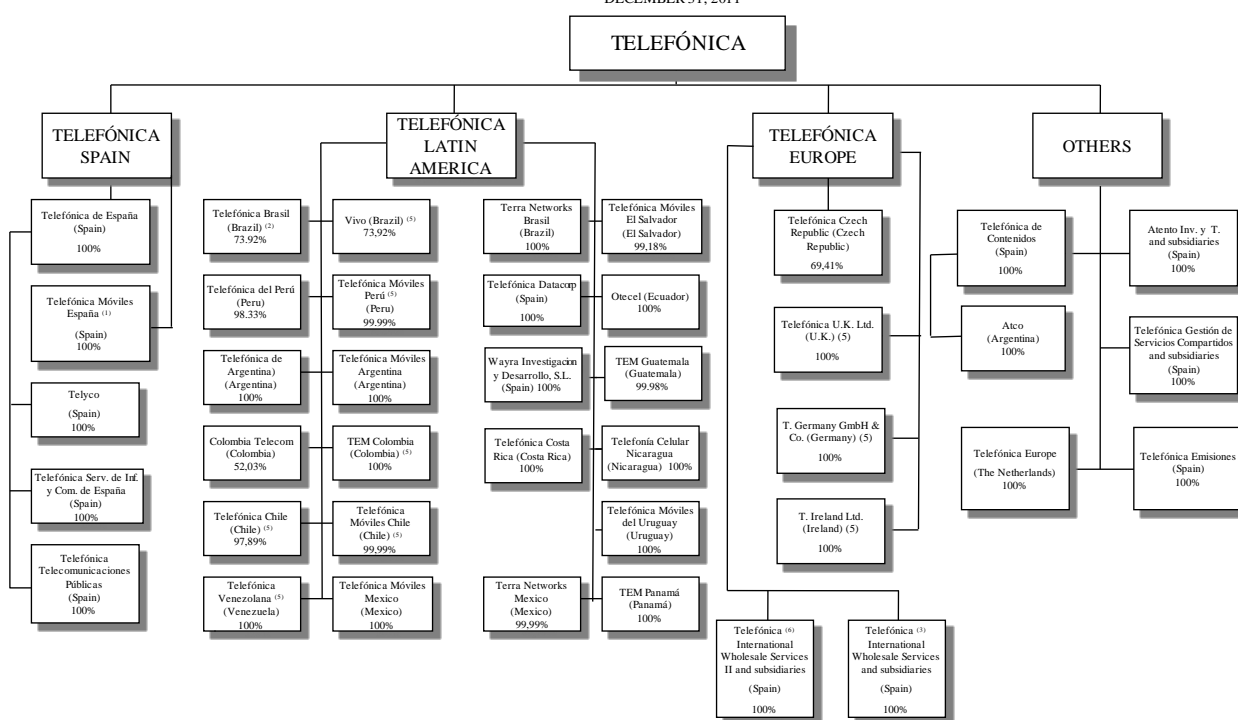 DECEMBER 31, 2011
TELEFÓNICA
TELEFÓNICA
SPAIN
TELEFÓNICA
LATIN
AMERICA
TELEFÓNICA
EUROPE
OTHERS
Telefónica de España
(Spain)
100%
Telefónica Móviles
España (1)
(Spain)
100%
Telyco
(Spain)
100%
Telefónica Serv. de Inf.
y Com. de España
(Spain)
100%
Telefónica
Telecomunicaciones
Públicas
(Spain)
100%
Telefónica Brasil
(Brazil) (2)
73.92%
Vivo (Brazil) (5)
73,92%
Telefónica del Perú
(Peru)
98.33%
Telefónica Móviles
Perú (5)
(Peru)
99.99%
Telefónica de
Argentina
(Argentina)
100%
Telefónica Móviles
Argentina
(Argentina)
100%
Colombia Telecom
(Colombia)
52,03%
TEM Colombia
(Colombia) (5)
100%
Telefónica Chile
(Chile) (5)
97,89%
Telefónica
Móviles Chile
(Chile) (5)
99,99%
Telefónica
Venezolana (5)
(Venezuela)
100%
Telefónica Móviles
Mexico
(Mexico)
100%
Terra Networks
Brasil
(Brazil)
100%
Telefónica Móviles
El Salvador
(El Salvador)
99,18%
Telefónica Datacorp
(Spain)
100%
Otecel (Ecuador)
100%
Wayra Investigacion
y Desarrollo, S.L.
(Spain) 100%
TEM Guatemala
(Guatemala)
99.98%
Telefónica Costa
Rica (Costa Rica)
100%
Telefonía Celular
Nicaragua
(Nicaragua) 100%
Telefónica Móviles
del Uruguay
(Uruguay)
100%
Terra Networks
Mexico
(Mexico)
99,99%
TEM Panamá
(Panamá)
100%
Telefónica Czech
Republic (Czech
Republic)
69,41%
Telefónica U.K. Ltd.
(U.K.) (5)
100%
T. Germany GmbH &
Co. (Germany) (5)
100%
T. Ireland Ltd.
(Ireland) (5)
100%
Telefónica (6)
International
Wholesale Services
II and subsidiaries
(Spain)
100%
Telefónica (3)
International
Wholesale Services
and subsidiaries
(Spain)
100%
Telefónica de
Contenidos
(Spain)
100%
Atento Inv. y T.
and subsidiaries
(Spain)
100%
Atco
(Argentina)
100%
Telefónica Gestión de
Servicios Compartidos
and subsidiaries
(Spain)
100%
Telefónica Europe
(The Netherlands)
100%
Telefónica Emisiones
(Spain)
100%